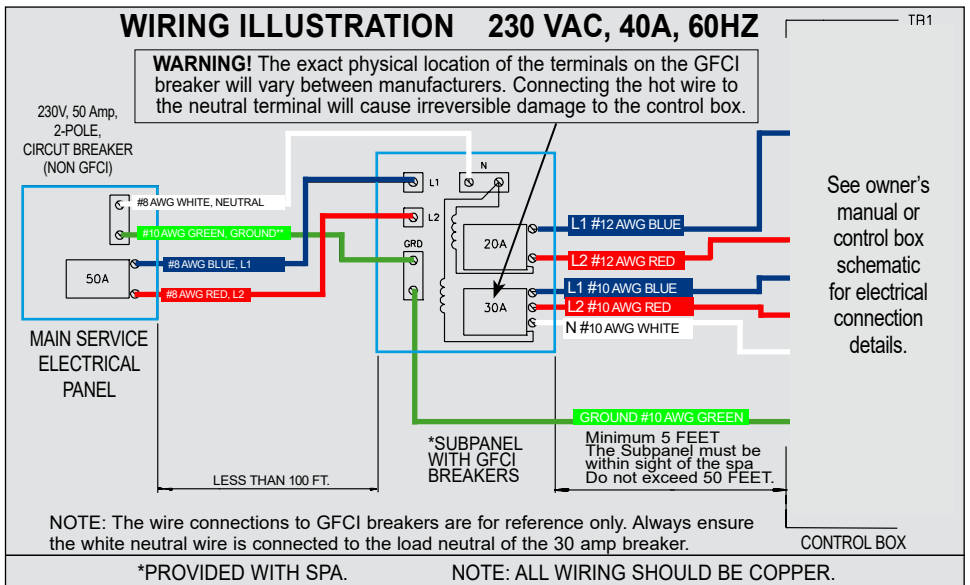 WIRING ILLUSTRATION 230 VAC, 40A, 60HZ
TB1
WARNING! The exact physical location of the terminals on the GFCI
breaker will vary between manufacturers. Connecting the hot wire to
the neutral terminal will cause irreversible damage to the control box.
230V, 50 Amp,
2-POLE,
CIRCUT BREAKER
(NON GFCI)
#8 AWG WHITE, NEUTRAL
#10 AWG GREEN, GROUND**
#8 AWG BLUE, L1
#8 AWG RED, L2
50A
MAIN SERVICE
ELECTRICAL
PANEL
N
L1
L2
GRD
20A
30A
L1 #12 AWG BLUE
L2 #12 AWG RED
L1 #10 AWG BLUE
L2 #10 AWG RED
N #10 AWG WHITE
GROUND #10 AWG GREEN
See owner's
manual or
control box
schematic
for electrical
connection
details.
*SUBPANEL
WITH GFCI
BREAKERS
Minimum 5 FEET
The Subpanel must be
within sight of the spa
Do not exceed 50 FEET.
LESS THAN 100 FT.
NOTE: The wire connections to GFCI breakers are for reference only. Always ensure
the white neutral wire is connected to the load neutral of the 30 amp breaker.
CONTROL BOX
*PROVIDED WITH SPA. NOTE: ALL WIRING SHOULD BE COPPER.